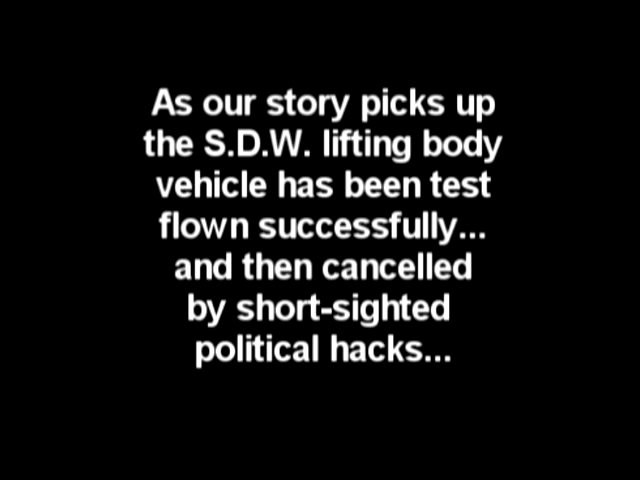 As our story picks up
the S.D.W. lifting body
vehicle has been test
flown successfully...
and then cancelled
by short-sighted
political hacks...